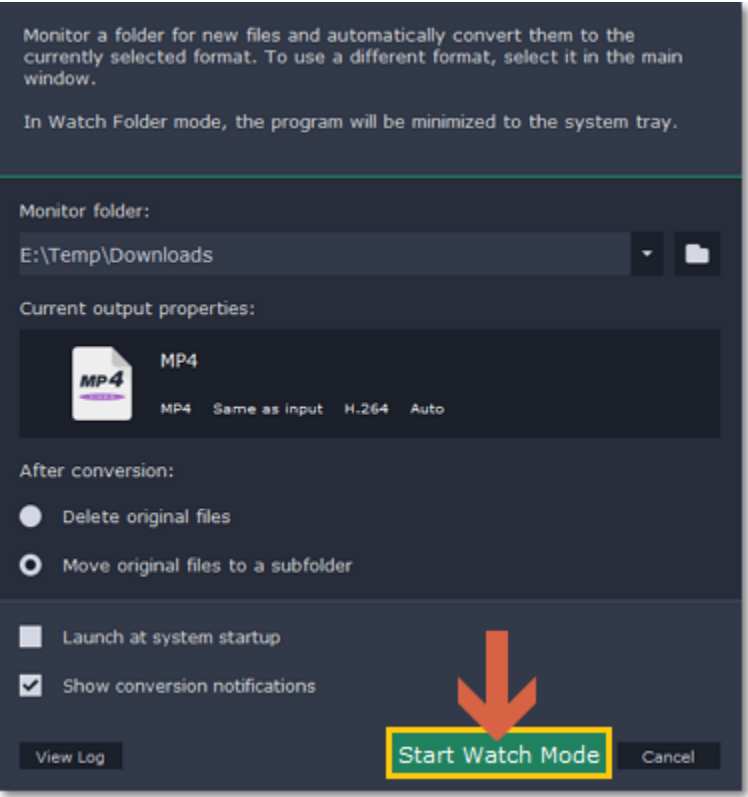 Monitor a folder for new files and automatically convert them to the
currently selected format. To use a different format, select it in the main
window.
In Watch Folder mode, the program will be minimized to the system tray.
Monitor folder:
E:\Temp\Downloads
Current output properties:
MP4
MP4
MP4 Same as input H.264 Auto
After conversion:
Delete original files
Move original files to a subfolder
Launch at system startup
Show conversion notifications
View Log Start Watch Mode Cancel